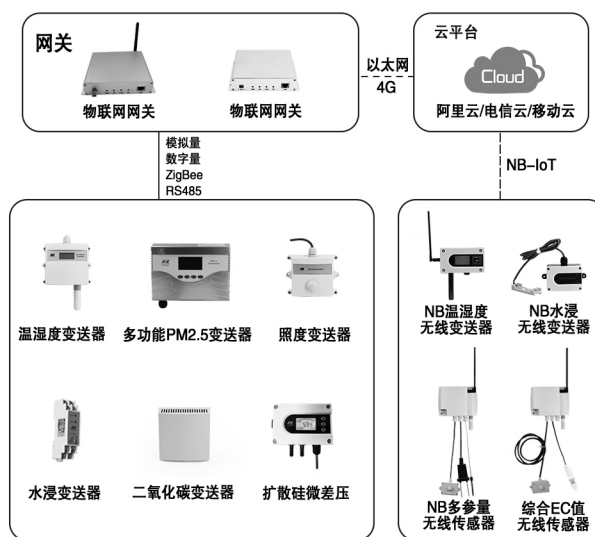 网关
物联网网关
物联网网关
以太网
4G
云平台
Cloud
阿里云/电信云/移动云
模拟量
数字量
ZigBee
RS485
NB-IoT
温湿度变送器
多功能PM2.5变送器
照度变送器
水浸变送器
二氧化碳变送器
扩散硅微差压
NB温湿度
无线变送器
NB水浸
无线变送器
NB多参量
无线传感器
综合EC值
无线传感器